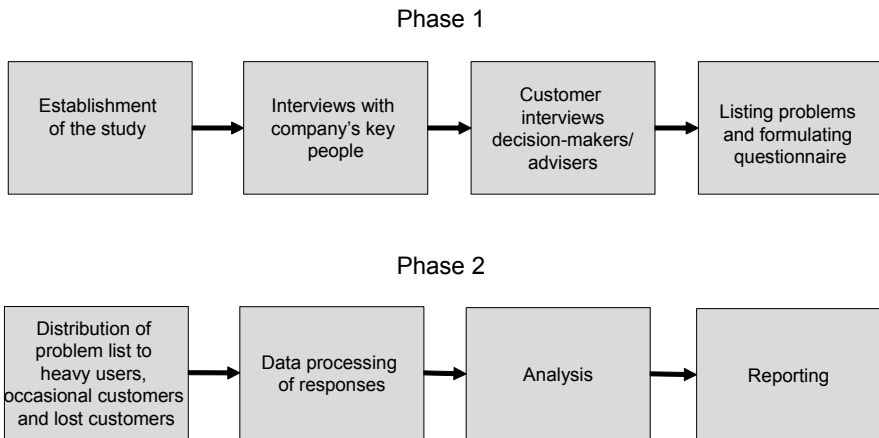 Phase 1
Establishment
of the study
Interviews with
company's key
people
Customer
interviews
decision-makers/
advisers
Listing problems
and formulating
questionnaire
Phase 2
Distribution of
problem list to
heavy users,
occasional customers
and lost customers
Data processing
of responses
Analysis
Reporting